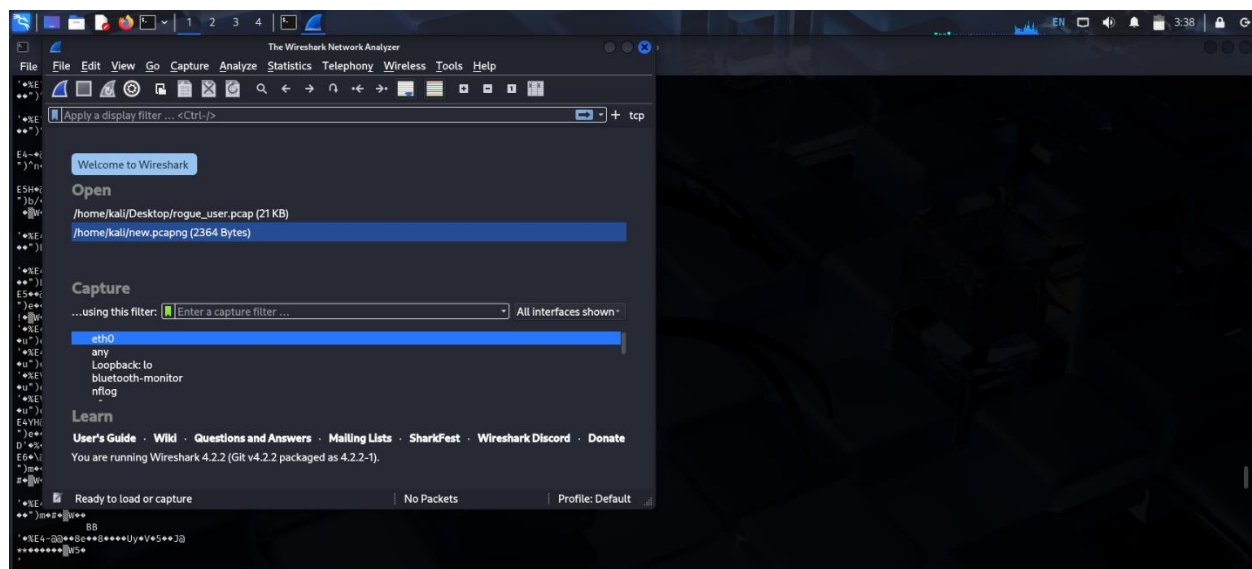 1 2 3 4
EN 3:38
The Wireshark Network Analyzer
File
File Edit View Go Capture Analyze Statistics Telephony Wireless Tools Help
Apply a display filter ... <Ctrl-/>
+ tcp
Welcome to Wireshark
Open
/home/kali/Desktop/rogue_user.pcap (21 KB)
/home/kali/new.pcapng (2364 Bytes)
Capture
...using this filter: Enter a capture filter ... All interfaces shown
eth0
any
Loopback: lo
bluetooth-monitor
nflog
Learn
User's Guide · Wiki · Questions and Answers · Mailing Lists · SharkFest · Wireshark Discord · Donate
You are running Wireshark 4.2.2 (Git v4.2.2 packaged as 4.2.2-1).
Ready to load or capture No Packets Profile: Default
BB